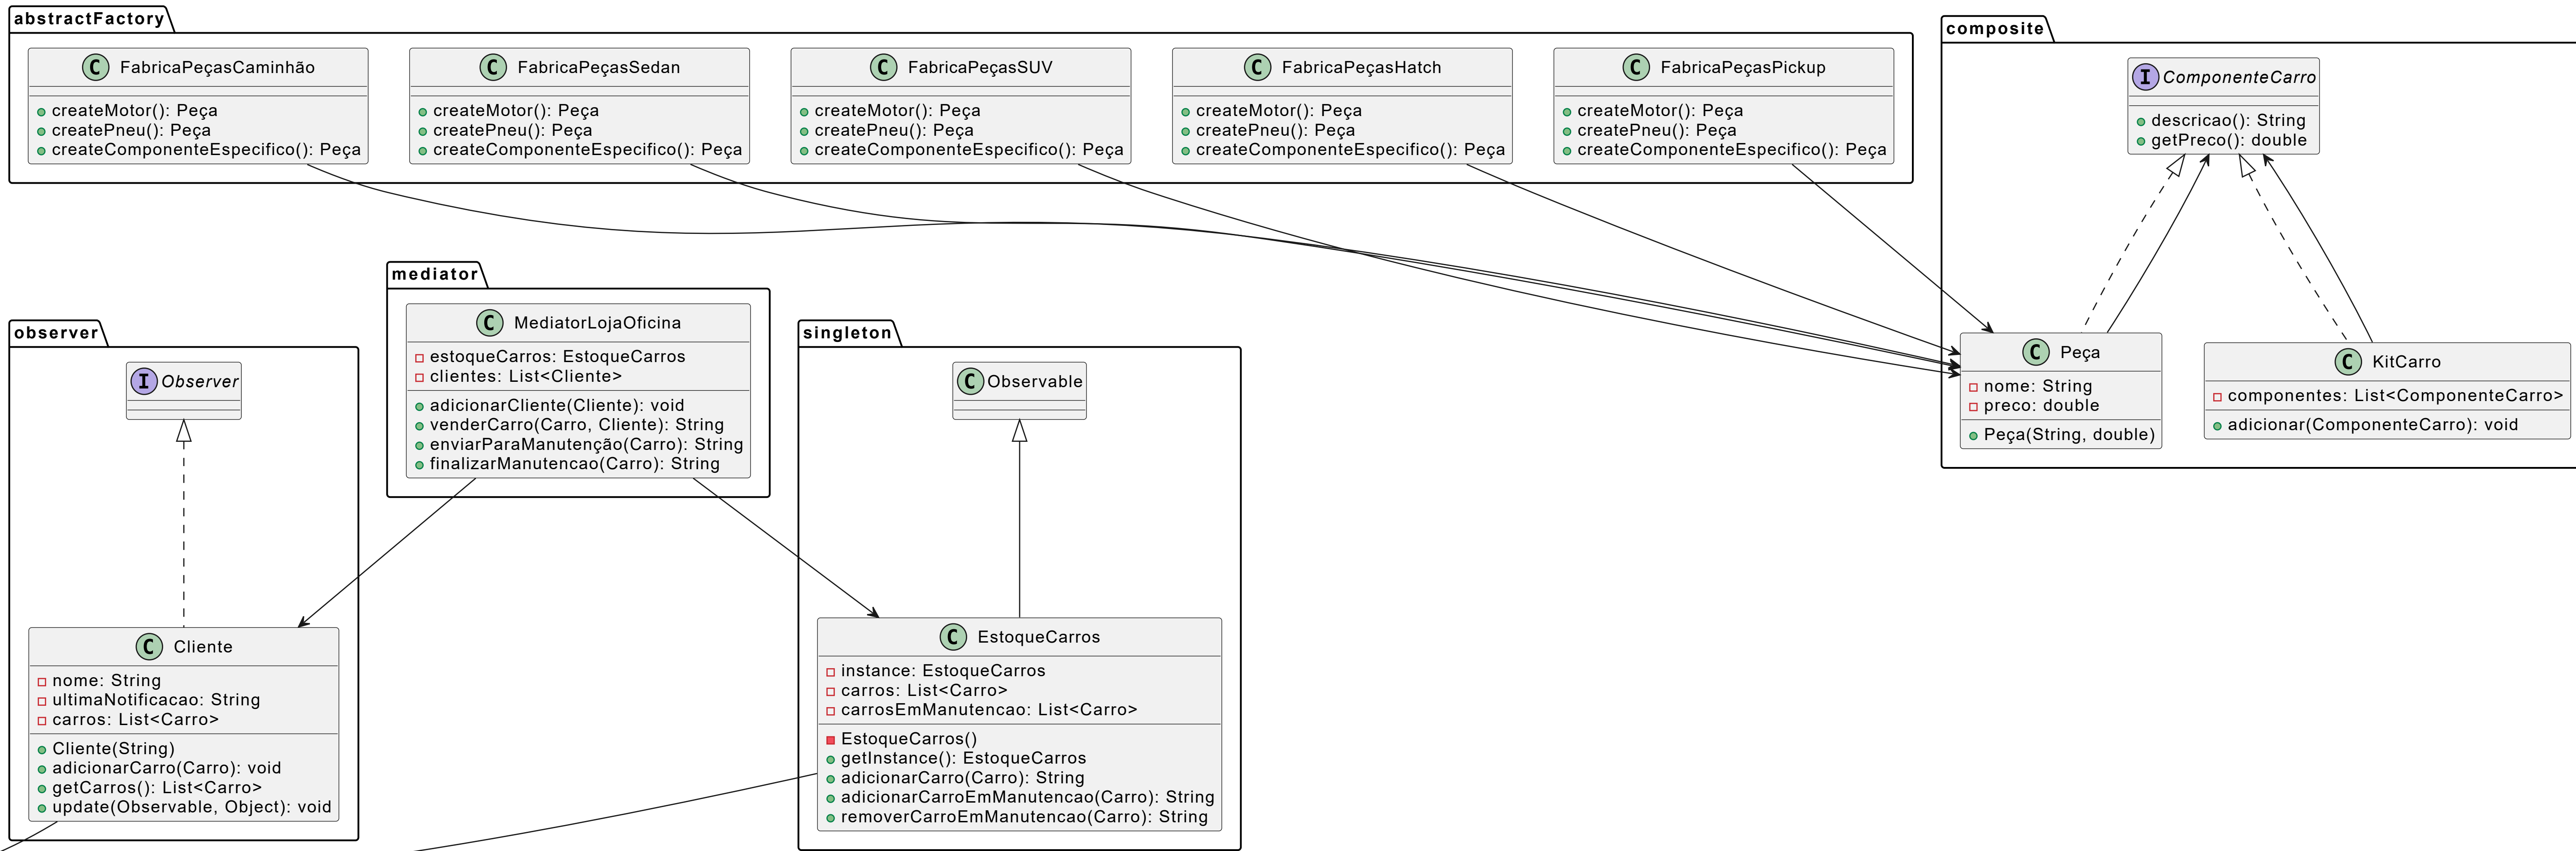 abstractFactory
C FabricaPeçasCaminhão
createMotor(): Peça
createPneu(): Peça
createComponenteEspecifico(): Peça
C FabricaPeçasSedan
createMotor(): Peça
createPneu(): Peça
createComponenteEspecifico(): Peça
C FabricaPeçasSUV
createMotor(): Peça
createPneu(): Peça
createComponenteEspecifico(): Peça
C FabricaPeçasHatch
createMotor(): Peça
createPneu(): Peça
createComponenteEspecifico(): Peça
C FabricaPeçasPickup
createMotor(): Peça
createPneu(): Peça
createComponenteEspecifico(): Peça
composite
I ComponenteCarro
descricao(): String
getPreco(): double
C Peça
nome: String
preco: double
Peça(String, double)
C KitCarro
componentes: List<ComponenteCarro>
adicionar(ComponenteCarro): void
mediator
C MediatorLojaOficina
estoqueCarros: EstoqueCarros
clientes: List<Cliente>
adicionarCliente(Cliente): void
venderCarro(Carro, Cliente): String
enviarParaManutenção(Carro): String
finalizarManutencao(Carro): String
observer
I Observer
C Cliente
nome: String
ultimaNotificacao: String
carros: List<Carro>
Cliente(String)
adicionarCarro(Carro): void
getCarros(): List<Carro>
update(Observable, Object): void
singleton
C Observable
C EstoqueCarros
instance: EstoqueCarros
carros: List<Carro>
carrosEmManutencao: List<Carro>
EstoqueCarros()
getInstance(): EstoqueCarros
adicionarCarro(Carro): String
adicionarCarroEmManutencao(Carro): String
removerCarroEmManutencao(Carro): String